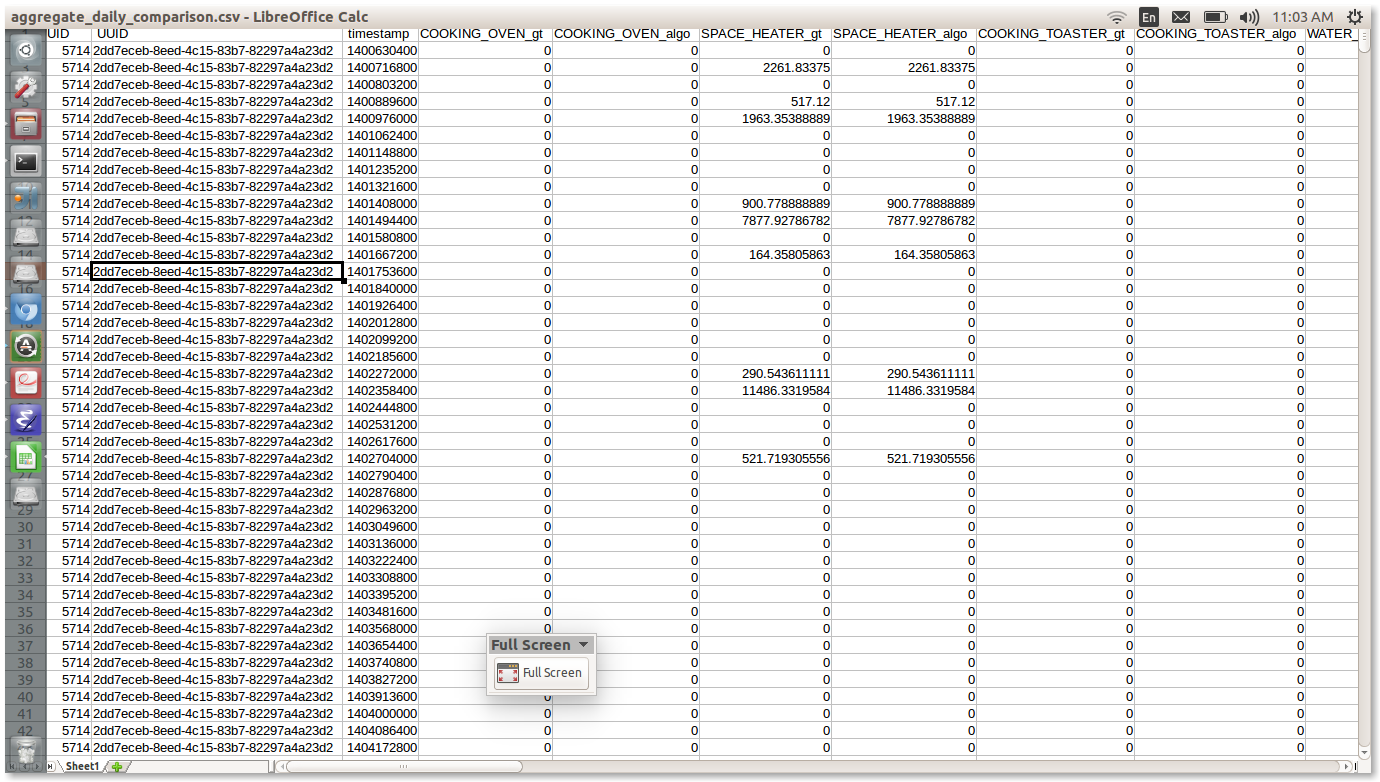 aggregate_daily_comparison.csv - LibreOffice Calc En 11:03 AM
UID UUID timestamp COOKING_OVEN_gt COOKING_OVEN_algo SPACE_HEATER_gt SPACE_HEATER_algo COOKING_TOASTER_gt COOKING_TOASTER_algo WATER_
5714 2dd7eceb-8eed-4c15-83b7-82297a4a23d2 1400630400 0 0 0 0 0 0
5714 2dd7eceb-8eed-4c15-83b7-82297a4a23d2 1400716800 0 0 2261.83375 2261.83375 0 0
5714 2dd7eceb-8eed-4c15-83b7-82297a4a23d2 1400803200 0 0 0 0 0 0
5 5714 2dd7eceb-8eed-4c15-83b7-82297a4a23d2 1400889600 0 0 517.12 517.12 0 0
5714 2dd7eceb-8eed-4c15-83b7-82297a4a23d2 1400976000 0 0 1963.35388889 1963.35388889 0 0
5714 2dd7eceb-8eed-4c15-83b7-82297a4a23d2 1401062400 0 0 0 0 0 0
5714 2dd7eceb-8eed-4c15-83b7-82297a4a23d2 1401148800 0 0 0 0 0 0
5714 2dd7eceb-8eed-4c15-83b7-82297a4a23d2 1401235200 0 0 0 0 0 0
5714 2dd7eceb-8eed-4c15-83b7-82297a4a23d2 1401321600 0 0 0 0 0 0
5714 2dd7eceb-8eed-4c15-83b7-82297a4a23d2 1401408000 0 0 900.778888889 900.778888889 0 0
12 5714 2dd7eceb-8eed-4c15-83b7-82297a4a23d2 1401494400 0 0 7877.92786782 7877.92786782 0 0
5714 2dd7eceb-8eed-4c15-83b7-82297a4a23d2 1401580800 0 0 0 0 0 0
14 5714 2dd7eceb-8eed-4c15-83b7-82297a4a23d2 1401667200 0 0 164.35805863 164.35805863 0 0
5714 2dd7eceb-8eed-4c15-83b7-82297a4a23d2 1401753600 0 0 0 0 0 0
16 5714 2dd7eceb-8eed-4c15-83b7-82297a4a23d2 1401840000 0 0 0 0 0 0
5714 2dd7eceb-8eed-4c15-83b7-82297a4a23d2 1401926400 0 0 0 0 0 0
5714 2dd7eceb-8eed-4c15-83b7-82297a4a23d2 1402012800 0 0 0 0 0 0
5714 2dd7eceb-8eed-4c15-83b7-82297a4a23d2 1402099200 0 0 0 0 0 0
5714 2dd7eceb-8eed-4c15-83b7-82297a4a23d2 1402185600 0 0 0 0 0 0
5714 2dd7eceb-8eed-4c15-83b7-82297a4a23d2 1402272000 0 0 290.543611111 290.543611111 0 0
5714 2dd7eceb-8eed-4c15-83b7-82297a4a23d2 1402358400 0 0 11486.3319584 11486.3319584 0 0
5714 2dd7eceb-8eed-4c15-83b7-82297a4a23d2 1402444800 0 0 0 0 0 0
5714 2dd7eceb-8eed-4c15-83b7-82297a4a23d2 1402531200 0 0 0 0 0 0
5714 2dd7eceb-8eed-4c15-83b7-82297a4a23d2 1402617600 0 0 0 0 0 0
5714 2dd7eceb-8eed-4c15-83b7-82297a4a23d2 1402704000 0 0 521.719305556 521.719305556 0 0
27 5714 2dd7eceb-8eed-4c15-83b7-82297a4a23d2 1402790400 0 0 0 0 0 0
5714 2dd7eceb-8eed-4c15-83b7-82297a4a23d2 1402876800 0 0 0 0 0 0
29 5714 2dd7eceb-8eed-4c15-83b7-82297a4a23d2 1402963200 0 0 0 0 0 0
30 5714 2dd7eceb-8eed-4c15-83b7-82297a4a23d2 1403049600 0 0 0 0 0 0
31 5714 2dd7eceb-8eed-4c15-83b7-82297a4a23d2 1403136000 0 0 0 0 0 0
32 5714 2dd7eceb-8eed-4c15-83b7-82297a4a23d2 1403222400 0 0 0 0 0 0
33 5714 2dd7eceb-8eed-4c15-83b7-82297a4a23d2 1403308800 0 0 0 0 0 0
34 5714 2dd7eceb-8eed-4c15-83b7-82297a4a23d2 1403395200 0 0 0 0 0 0
35 5714 2dd7eceb-8eed-4c15-83b7-82297a4a23d2 1403481600 0 0 0 0 0 0
36 5714 2dd7eceb-8eed-4c15-83b7-82297a4a23d2 1403568000 0 0 0 0 0 0
37 5714 2dd7eceb-8eed-4c15-83b7-82297a4a23d2 1403654400 Full Screen 0 0 0 0 0
38 5714 2dd7eceb-8eed-4c15-83b7-82297a4a23d2 1403740800 0 0 0 0 0
39 5714 2dd7eceb-8eed-4c15-83b7-82297a4a23d2 1403827200 Full Screen 0 0 0 0 0
40 5714 2dd7eceb-8eed-4c15-83b7-82297a4a23d2 1403913600 0 0 0 0 0 0
41 5714 2dd7eceb-8eed-4c15-83b7-82297a4a23d2 1404000000 0 0 0 0 0 0
42 5714 2dd7eceb-8eed-4c15-83b7-82297a4a23d2 1404086400 0 0 0 0 0 0
5714 2dd7eceb-8eed-4c15-83b7-82297a4a23d2 1404172800 0 0 0 0 0 0
Sheet1